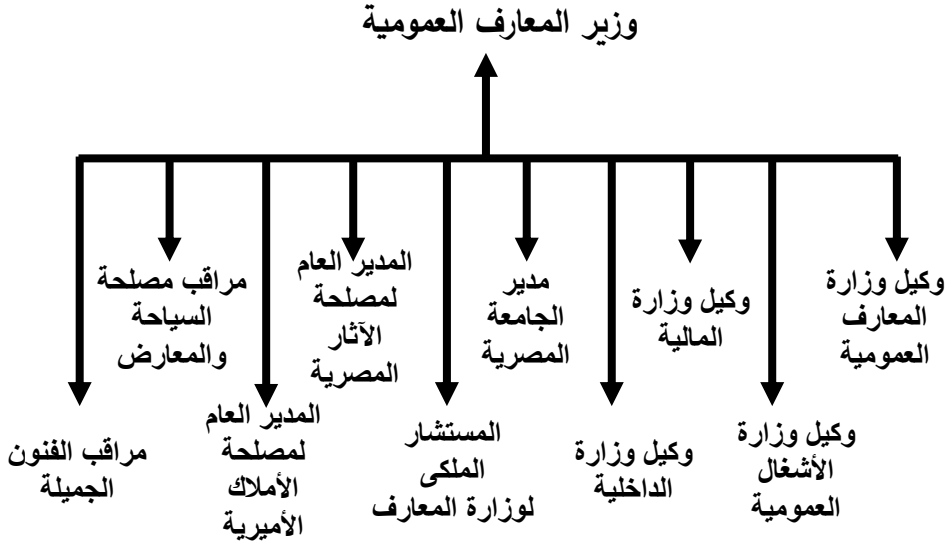 وزير المعارف العمومية
وكيل وزارة
المعارف
العمومية
وكيل وزارة
الأشغال
العمومية
وكيل وزارة
المالية
وكيل وزارة
الداخلية
مدير
الجامعة
المصرية
المستشار
الملكى
لوزارة المعارف
المدير العام
لمصلحة
الآثار
المصرية
المدير العام
لمصلحة
الأملاك
الأميرية
مراقب مصلحة
السياحة
والمعارض
مراقب الفنون
الجميلة